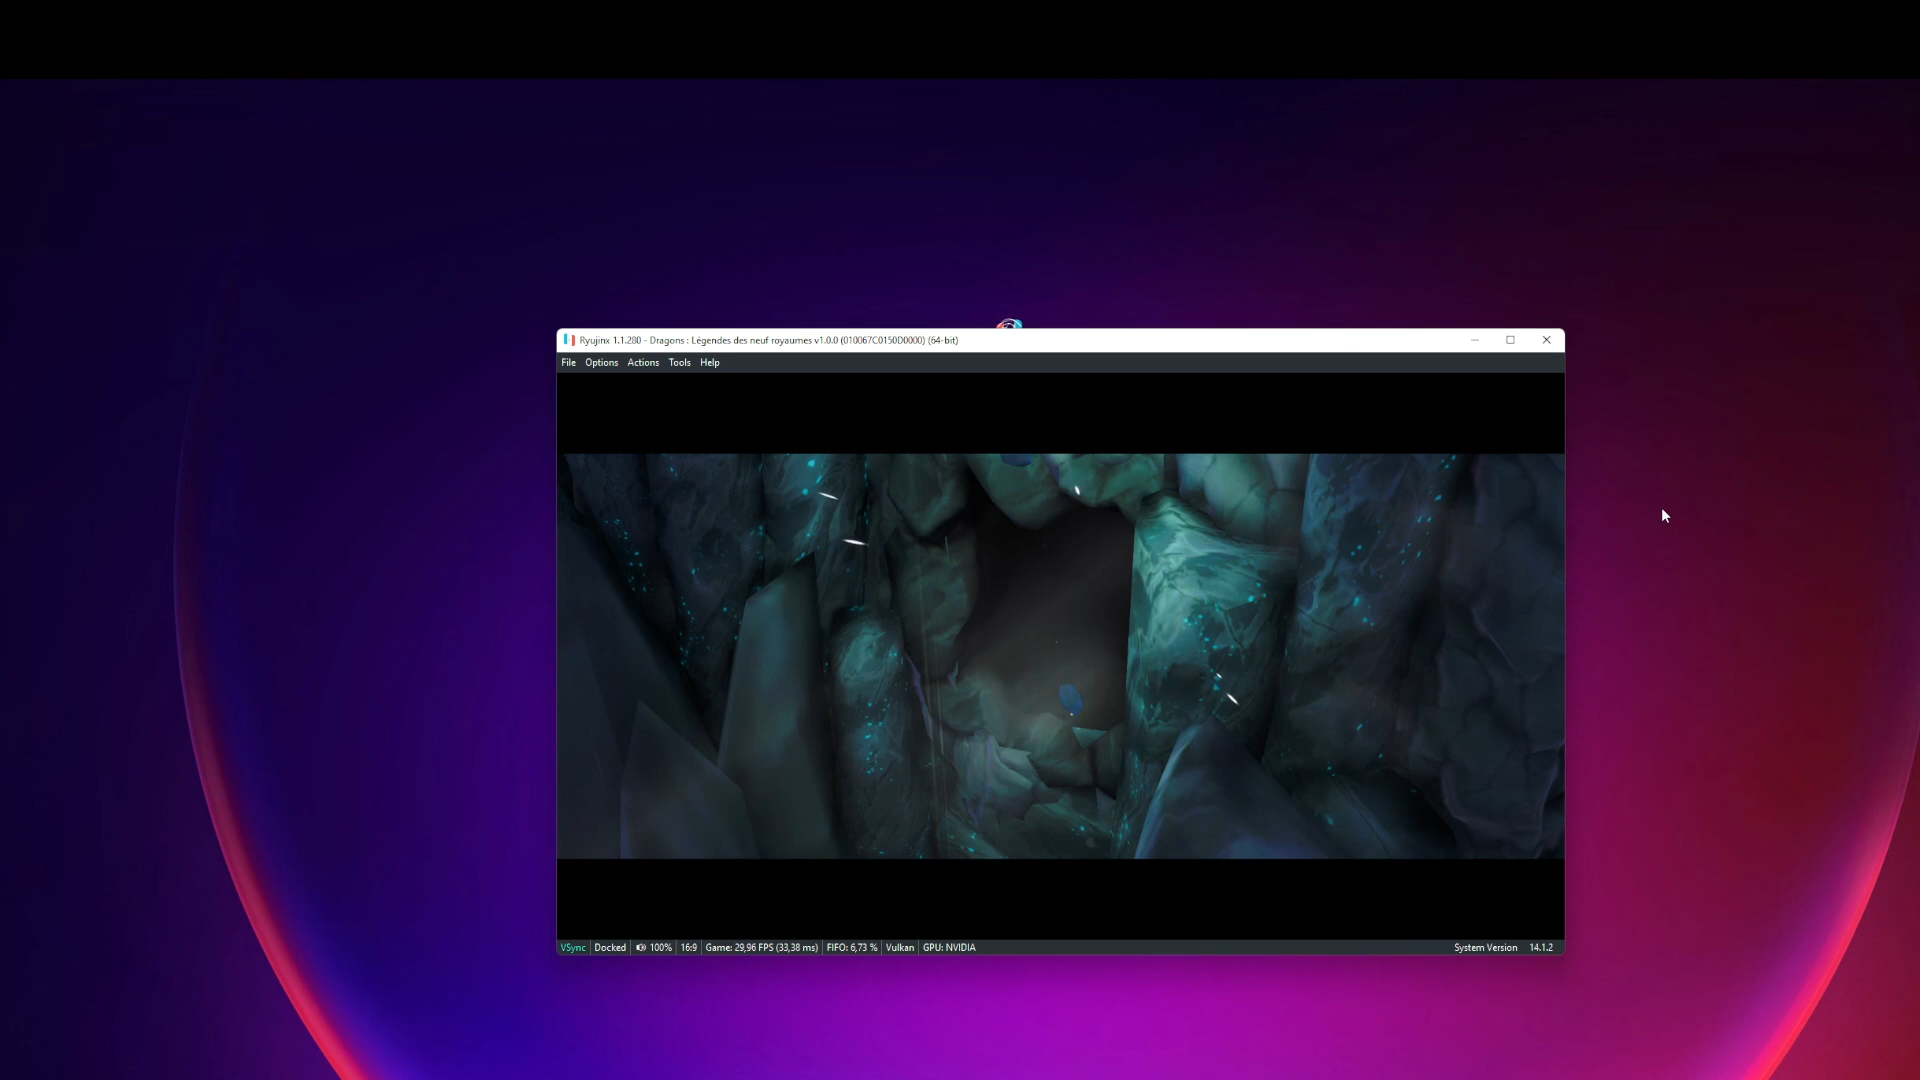 Ryujinx 1.1.280 - Dragons : Légendes des neuf royaumes v1.0.0 (010067C0150D0000) (64-bit)
File Options Actions Tools Help
VSync Docked 100% 16:9 Game: 29,96 FPS (33,38 ms) FIFO: 6,73 % Vulkan GPU: NVIDIA System Version 14.1.2